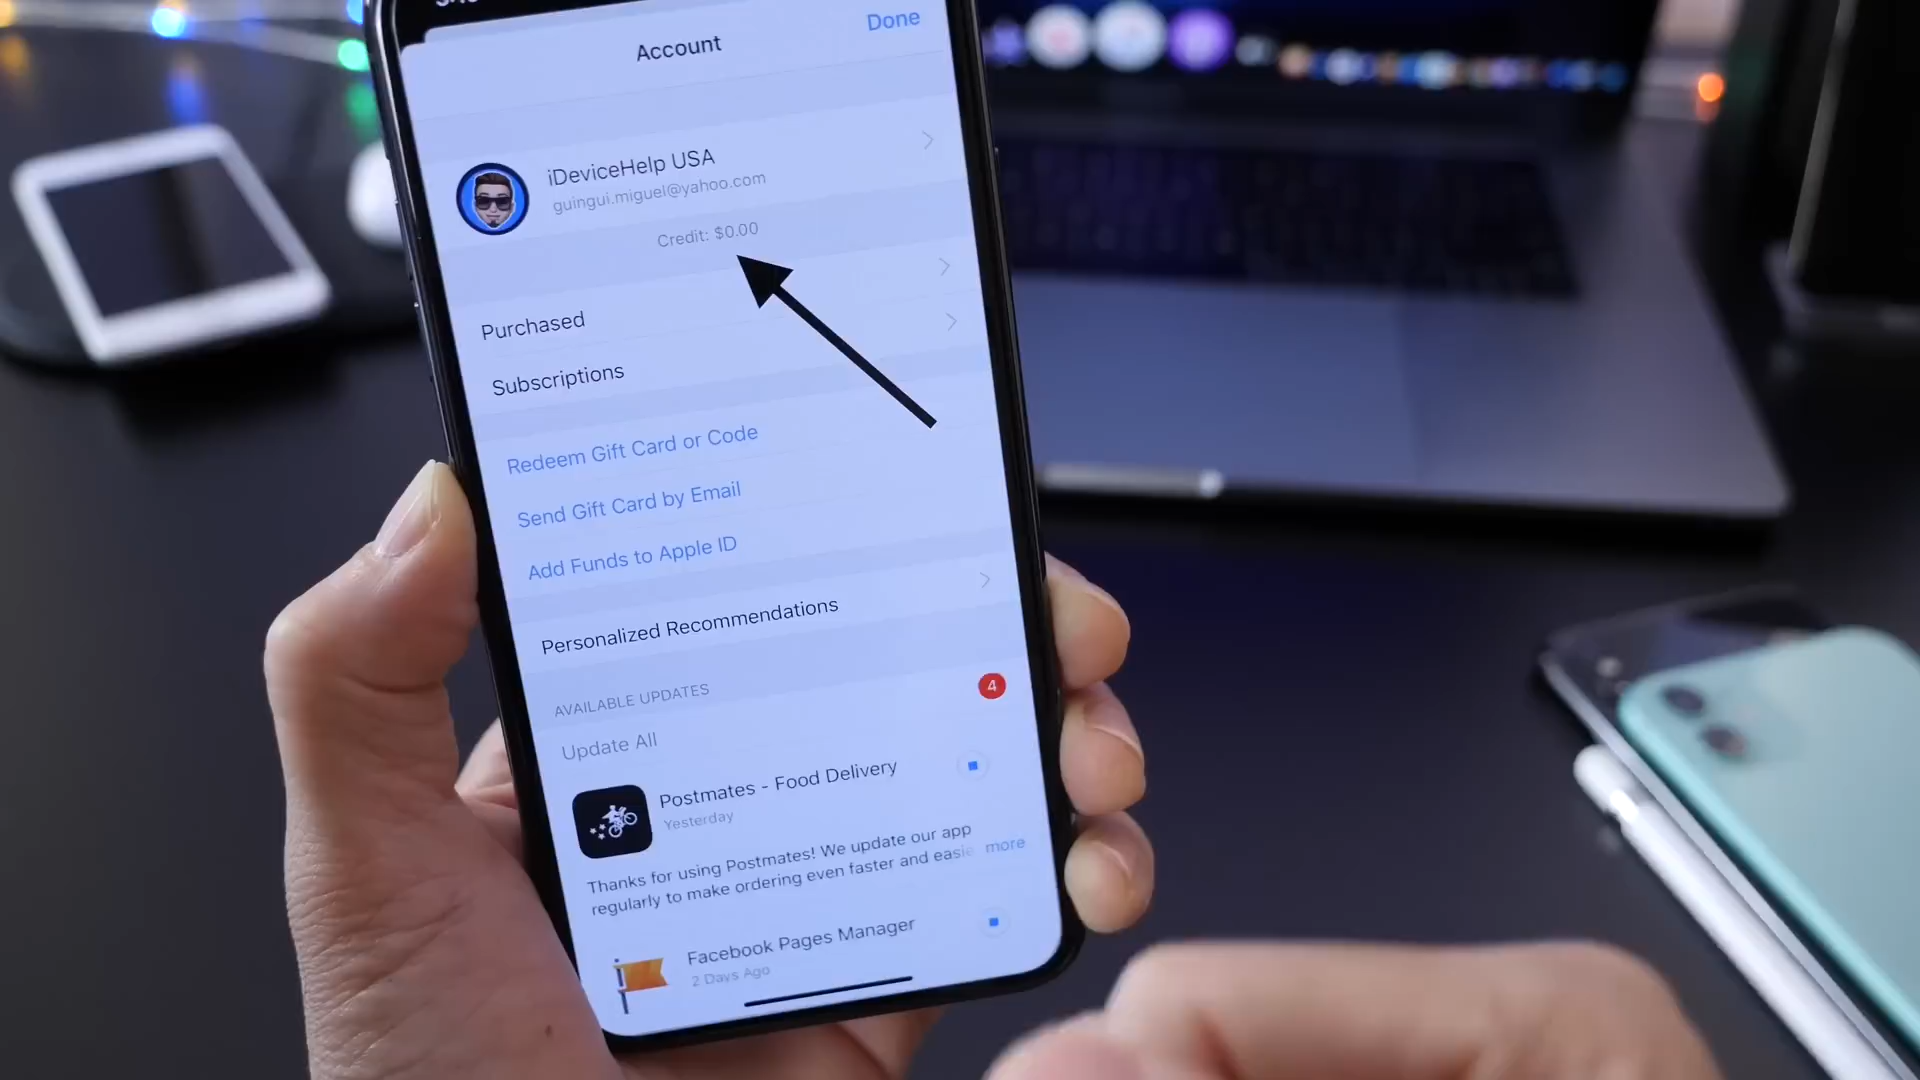 Account
Done
iDeviceHelp USA
guingui.miguel@yahoo.com
Credit: $0.00
Purchased
Subscriptions
Redeem Gift Card or Code
Send Gift Card by Email
Add Funds to Apple ID
Personalized Recommendations
AVAILABLE UPDATES
4
Update All
Postmates - Food Delivery
Yesterday
Thanks for using Postmates! We update our app
regularly to make ordering even faster and easie more
Facebook Pages Manager
2 Days Ago